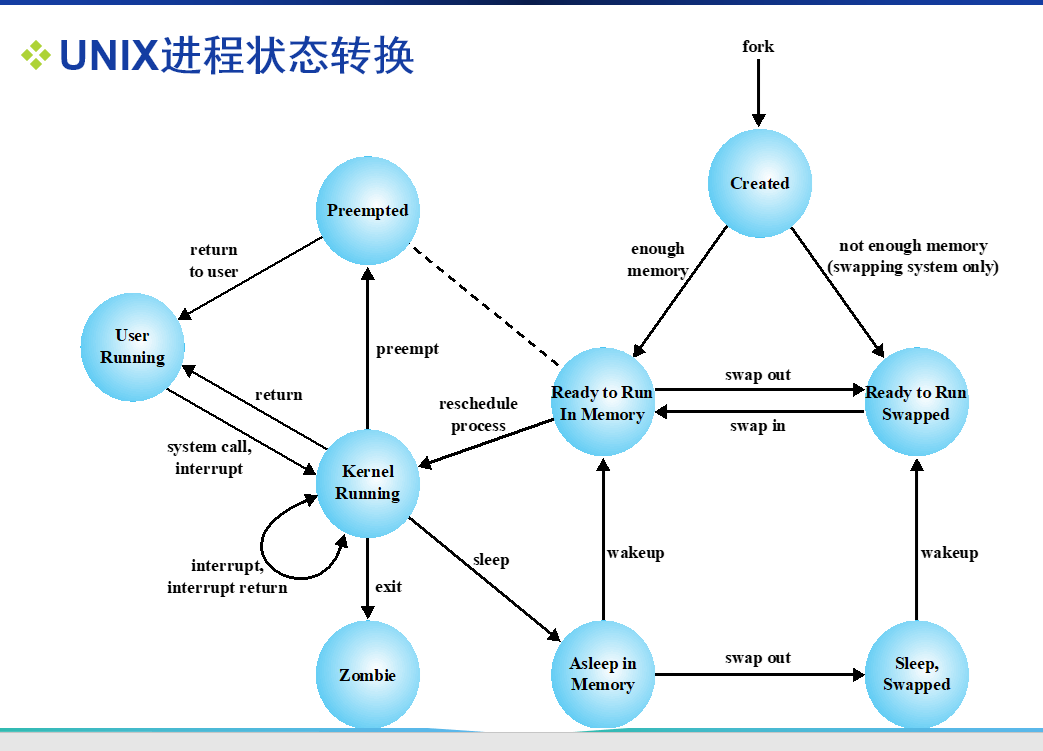 UNIX进程状态转换
fork
Created
Preempted
return
to user
enough
memory
not enough memory
(swapping system only)
User
Running
preempt
return
reschedule
process
Ready to Run
In Memory
swap out
swap in
Ready to Run
Swapped
system call,
interrupt
Kernel
Running
interrupt,
interrupt return
sleep
exit
wakeup
wakeup
Zombie
Asleep in
Memory
swap out
Sleep,
Swapped